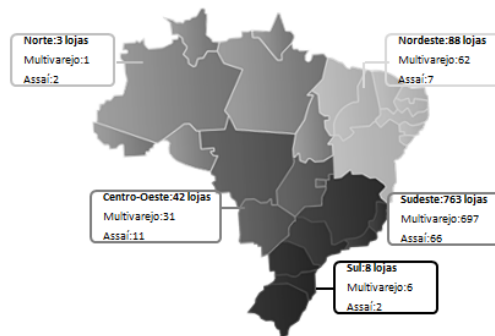 Norte:3 lojas
Multivarejo:1
Assaí:2
Nordeste:88 lojas
Multivarejo:62
Assaí:7
Centro-Oeste:42 lojas
Multivarejo:31
Assaí:11
Sudeste:763 lojas
Multivarejo:697
Assaí:66
Sul:8 lojas
Multivarejo:6
Assaí:2